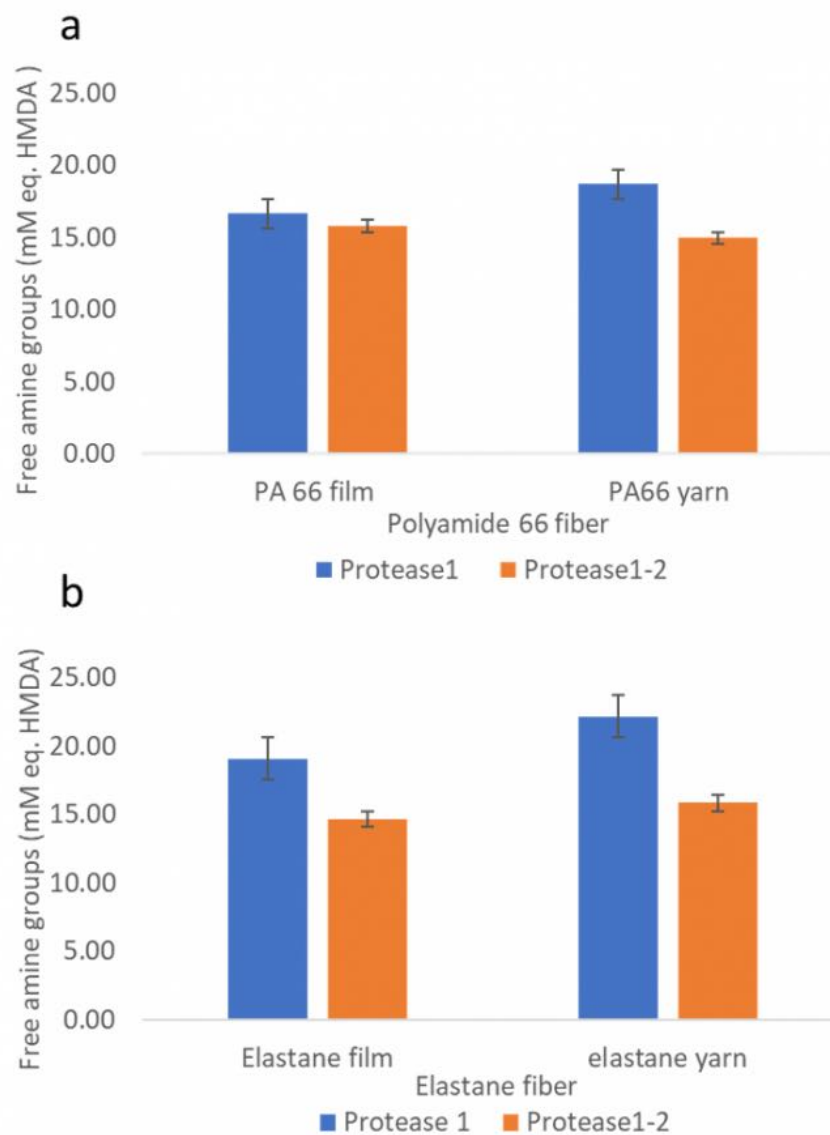 a
Free amine groups (mM eq. HMDA )
25.00
20.00
15.00
10.00
5.00
0.00
PA 66 film PA66 yarn
Polyamide 66 fiber
Protease1 Protease1-2
b
Free amine groups (mM eq. HMDA)
25.00
20.00
15.00
10.00
5.00
0.00
Elastane film elastane yarn
Elastane fiber
Protease 1 Protease1-2